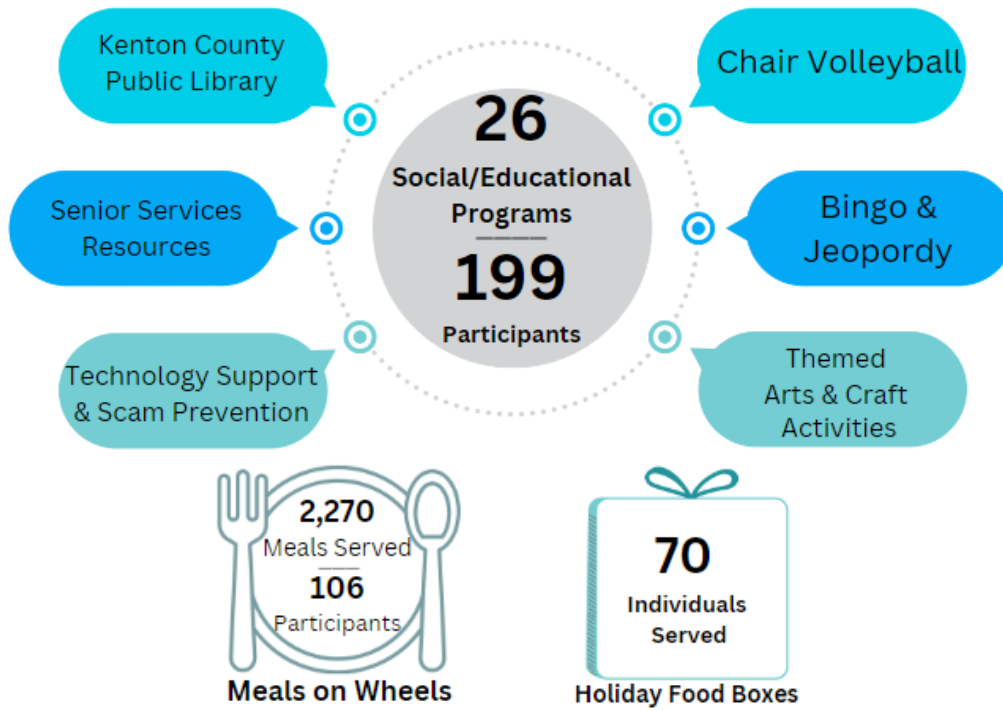 Kenton County
Public Library
Chair Volleyball
26
Social/Educational
Programs
199
Participants
Senior Services
Resources
Bingo &
Jeopordy
Technology Support
& Scam Prevention
Themed
Arts & Craft
Activities
2,270
Meals Served
106
Participants
Meals on Wheels
70
Individuals
Served
Holiday Food Boxes